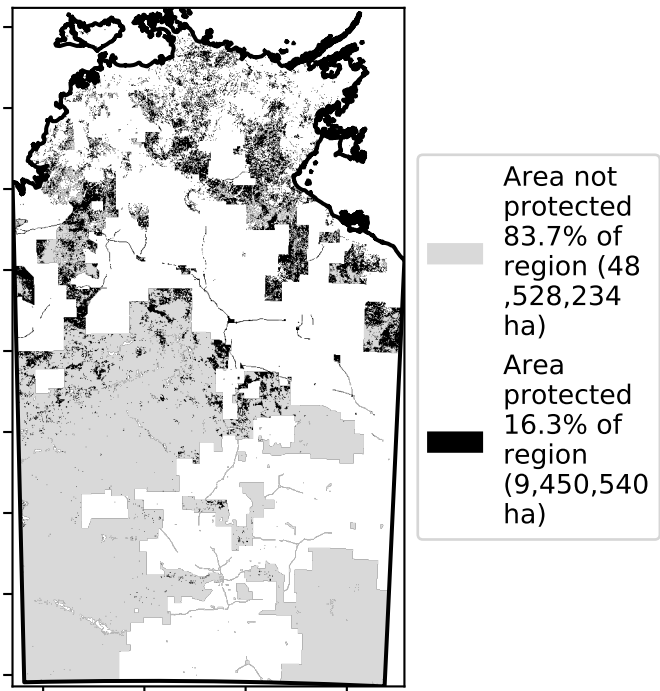 Area not
protected
83.7% of
region (48
,528,234
ha)
Area
protected
16.3% of
region
(9,450,540
ha)